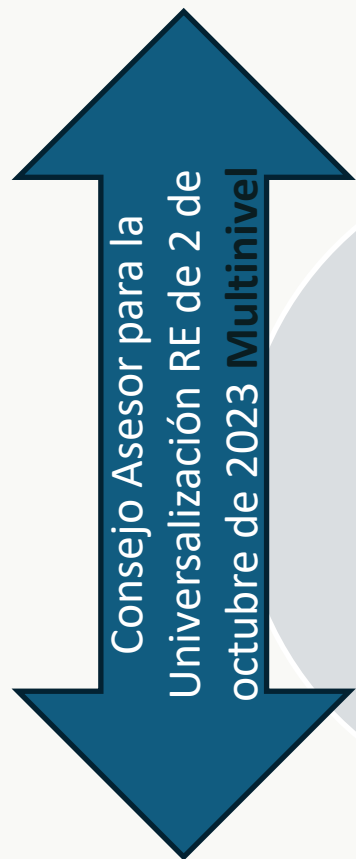 Consejo Asesor para la
Universalización RE de 2 de
octubre de 2023 Multinivel